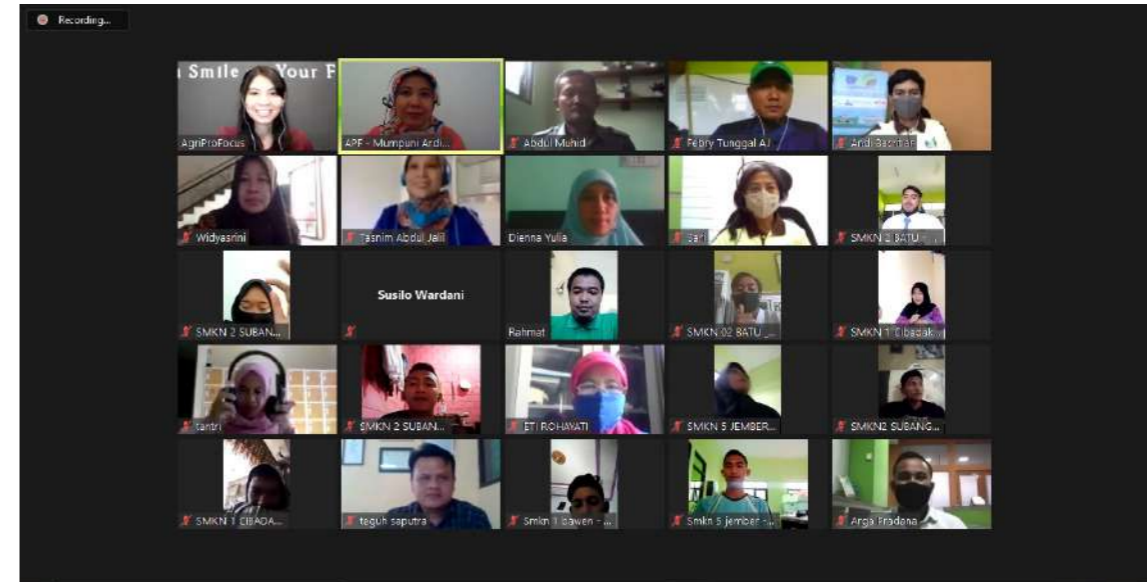 Recording...
a Smile Your F
AgriProFocus
APF - Mumpuni Ardi...
Abdul Muhid
Febry Tunggal AJ
Andi Bachtiar
Widyasrini
Tasnim Abdul Jalil
Dienna Yulia
Sari
SMKN 2 BATU - ...
SMKN 2 SUBAN...
Susilo Wardani
Rahmat
SMKN 02 BATU _...
SMKN 1 Cibadak...
tantri
SMKN 2 SUBAN...
ETI ROHAYATI
SMKN 5 JEMBER...
SMKN2 SUBANG...
SMKN 1 CIBADA...
teguh saputra
Smkn 1 bawen - ...
Smkn 5 jember -...
Arga Pradana